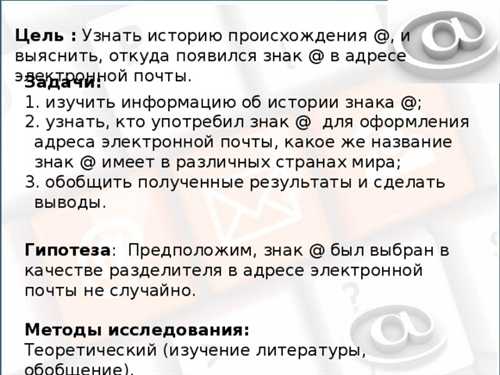 Цель : Узнать историю происхождения @, и
выяснить, откуда появился знак @ в адресе
электронной почты.
Задачи:
1. изучить информацию об истории знака @;
2. узнать, кто употребил знак @ для оформления
адреса электронной почты, какое же название
знак @ имеет в различных странах мира;
3. обобщить полученные результаты и сделать
выводы.
Гипотеза: Предположим, знак @ был выбран в
качестве разделителя в адресе электронной
почты не случайно.
Методы исследования:
Теоретический (изучение литературы,
обобщение).